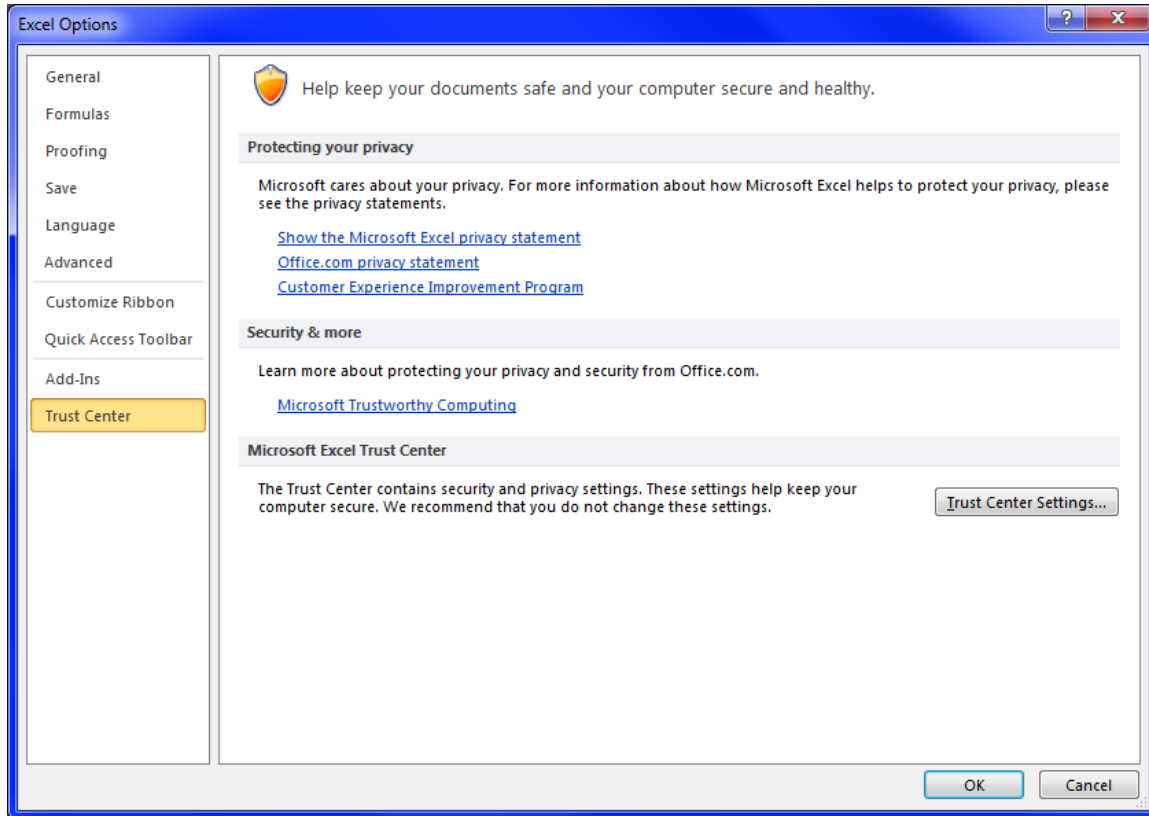 Excel Options
?
X
General
Formulas
Proofing
Save
Language
Advanced
Customize Ribbon
Quick Access Toolbar
Add-Ins
Trust Center
Help keep your documents safe and your computer secure and healthy.
Protecting your privacy
Microsoft cares about your privacy. For more information about how Microsoft Excel helps to protect your privacy, please
see the privacy statements.
Show the Microsoft Excel privacy statement
Office.com privacy statement
Customer Experience Improvement Program
Security & more
Learn more about protecting your privacy and security from Office.com.
Microsoft Trustworthy Computing
Microsoft Excel Trust Center
The Trust Center contains security and privacy settings. These settings help keep your
computer secure. We recommend that you do not change these settings.
Trust Center Settings...
OK
Cancel